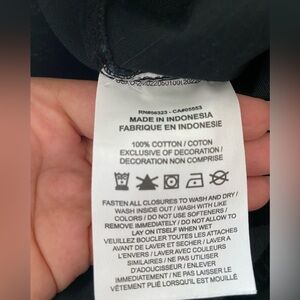 RN#56323 - CA#05553
MADE IN INDONESIA
FABRIQUE EN INDONESIE
100% COTTON / COTON
EXCLUSIVE OF DECORATION /
DECORATION NON COMPRISE
FASTEN ALL CLOSURES TO WASH AND DRY /
WASH INSIDE OUT / WASH WITH LIKE
COLORS / DO NOT USE SOFTENERS /
REMOVE IMMEDIATELY / DO NOT ALLOW TO
LAY ON ITSELF WHEN WET
VEUILLEZ BOUCLER TOUTES LES ATTACHES
AVANT DE LAVER ET SECHER / LAVER A
L'ENVERS / LAVER AVEC COULEURS
SIMILAIRES / NE PAS UTILISER
D'ADOUCISSEUR / ENLEVER
IMMEDIATEMENT / NE PAS LAISSER LE
VÊTEMENT PLIÉ LORSQU'IL EST MOUILLÉ